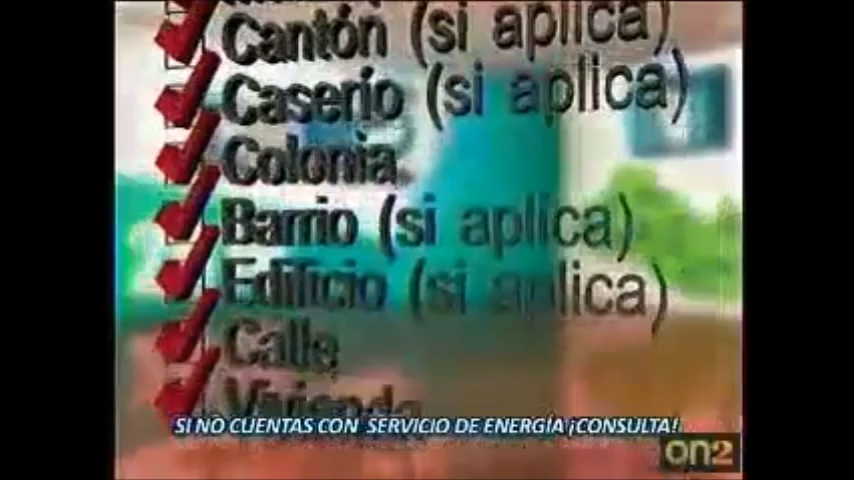 Cantón (si aplica)
Caserío (si aplica)
Colonia
Barrio (si aplica)
Edificio (si aplica)
Calle
Vivienda
SI NO CUENTAS CON SERVICIO DE ENERGÍA ¡CONSULTA!
on2